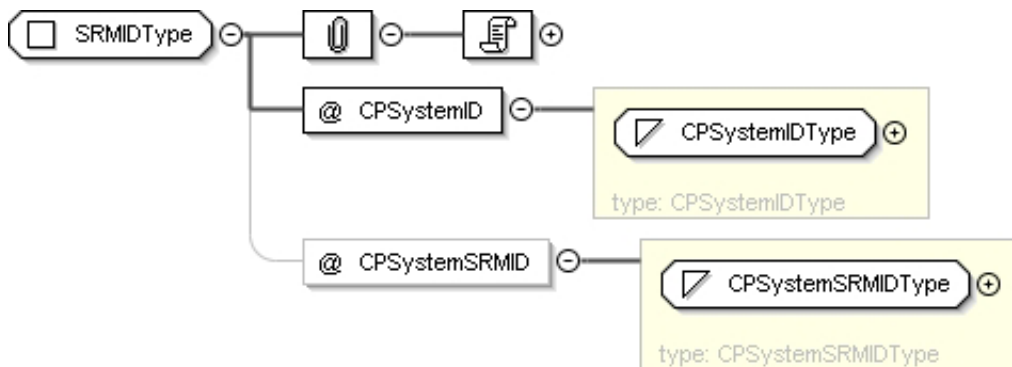 SRMIDType
@ CPSystemID
CPSystemIDType
type: CPSystemIDType
@ CPSystemSRMID
CPSystemSRMIDType
type: CPSystemSRMIDType